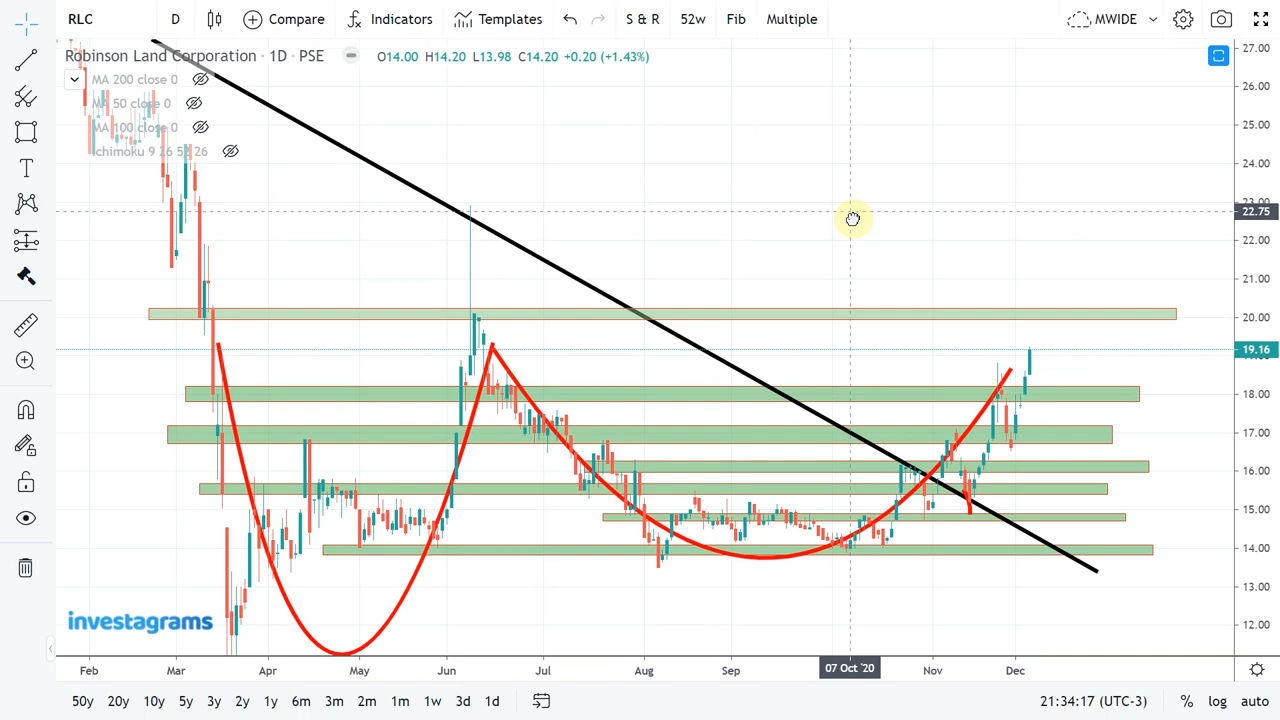 RLC D Compare Indicators Templates S & R 52w Fib Multiple MWIDE
Robinson Land Corporation · 1D · PSE O14.00 H14.20 L13.98 C14.20 +0.20 (+1.43%)
MA 200 close 0
MA 50 close 0
MA 100 close 0
Ichimoku 9 26 52 26
27.00
26.00
25.00
24.00
23.00
22.75
22.00
21.00
20.00
19.16
18.00
17.00
16.00
15.00
14.00
13.00
12.00
investagrams
Feb Mar Apr May Jun Jul Aug Sep 07 Oct '20 Nov Dec
50y 20y 10y 5y 3y 2y 1y 6m 3m 2m 1m 1w 3d 1d 21:34:17 (UTC-3) % log auto